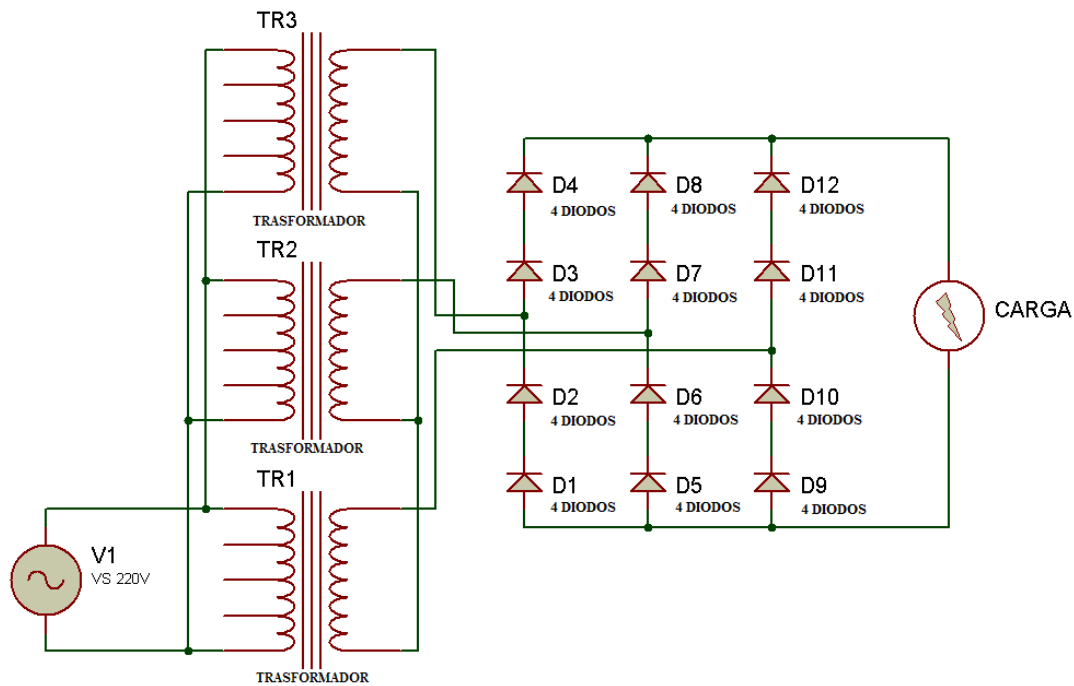 TR3
TRASFORMADOR
TR2
TRASFORMADOR
TR1
TRASFORMADOR
V1
VS 220V
D4
4 DIODOS
D8
4 DIODOS
D12
4 DIODOS
D3
4 DIODOS
D7
4 DIODOS
D11
4 DIODOS
CARGA
D2
4 DIODOS
D6
4 DIODOS
D10
4 DIODOS
D1
4 DIODOS
D5
4 DIODOS
D9
4 DIODOS